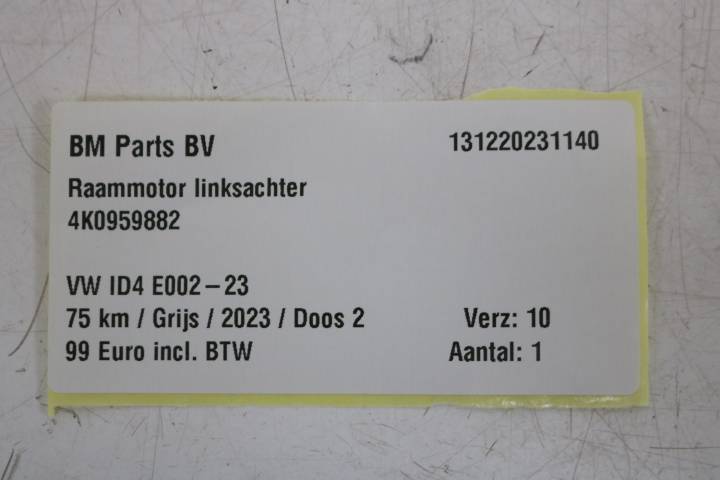 BM Parts BV 131220231140
Raammotor linksachter
4K0959882
VW ID4 E002-23
75 km / Grijs / 2023 / Doos 2 Verz: 10
99 Euro incl. BTW Aantal: 1